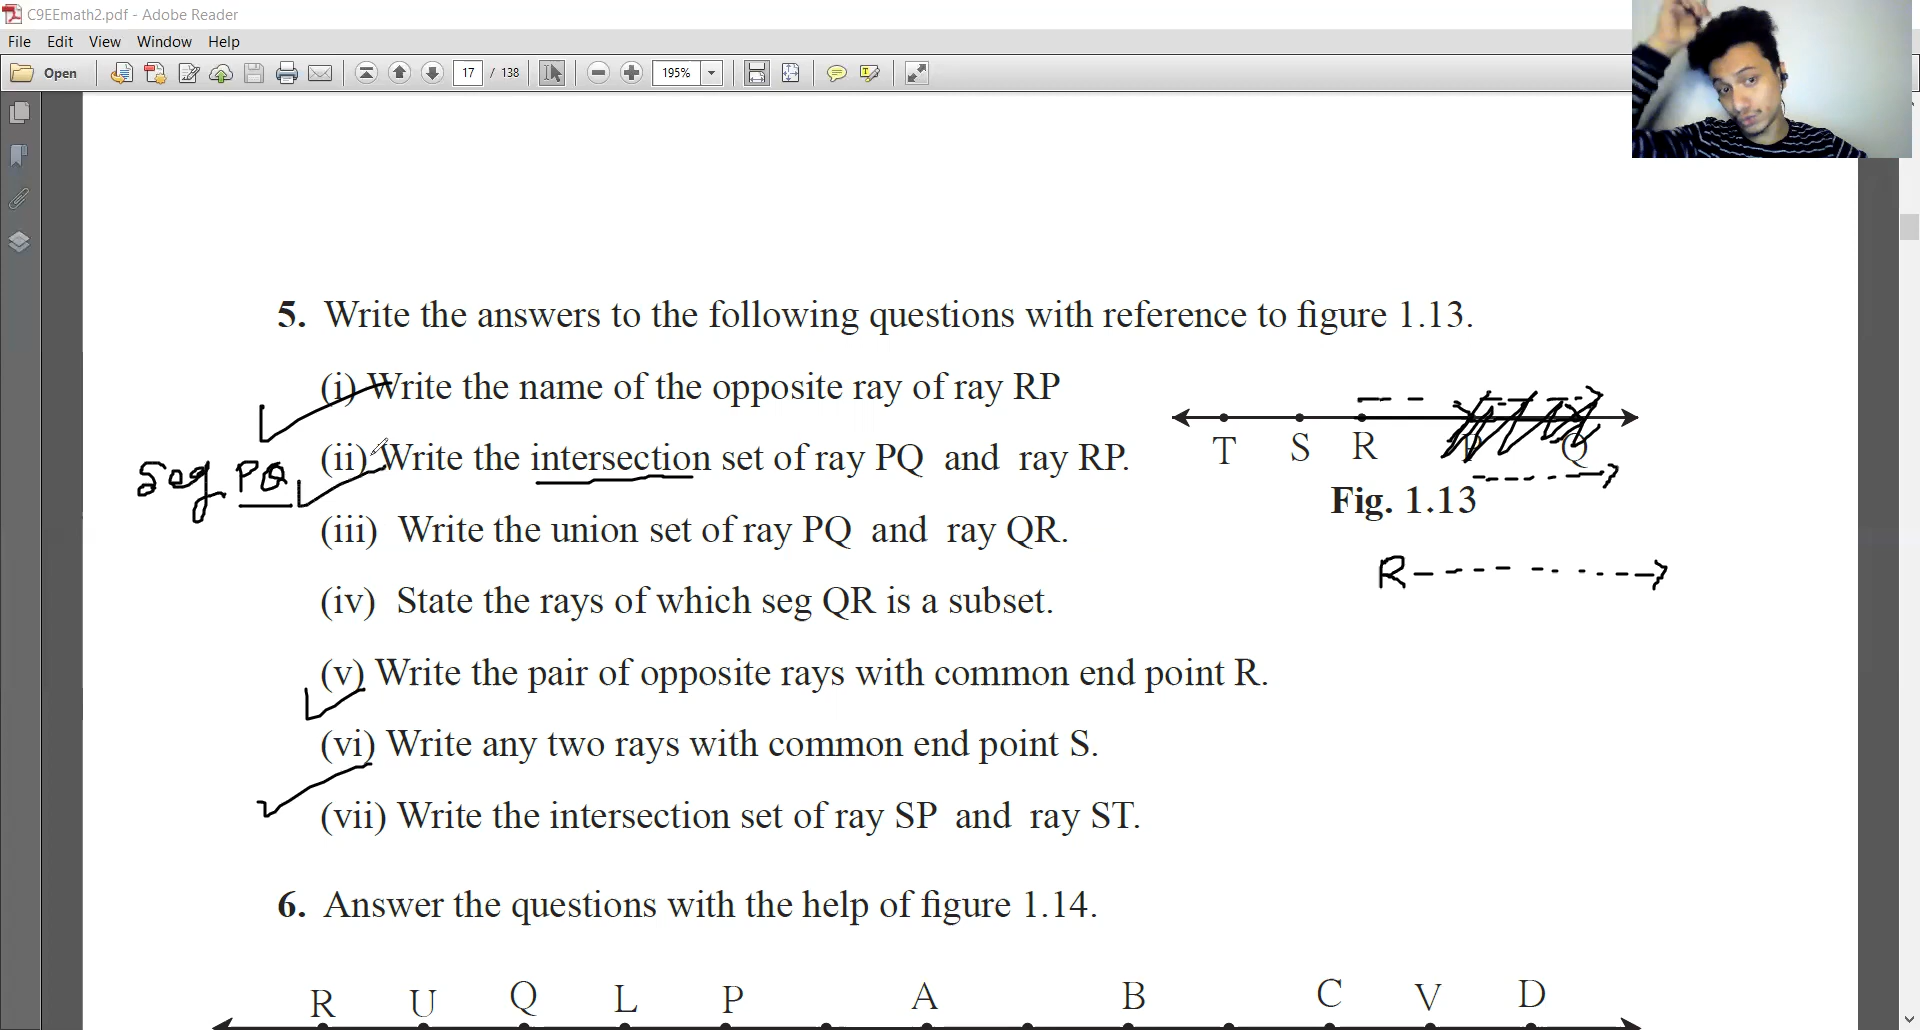 C9EEmath2.pdf - Adobe Reader
File Edit View Window Help
Open 17 / 138 195%
5. Write the answers to the following questions with reference to figure 1.13.
(i) Write the name of the opposite ray of ray RP
(ii) Write the intersection set of ray PQ and ray RP.
seg PQ
(iii) Write the union set of ray PQ and ray QR.
(iv) State the rays of which seg QR is a subset.
(v) Write the pair of opposite rays with common end point R.
(vi) Write any two rays with common end point S.
(vii) Write the intersection set of ray SP and ray ST.
T S R P Q
Fig. 1.13
R
6. Answer the questions with the help of figure 1.14.
R U Q L P A B C V D